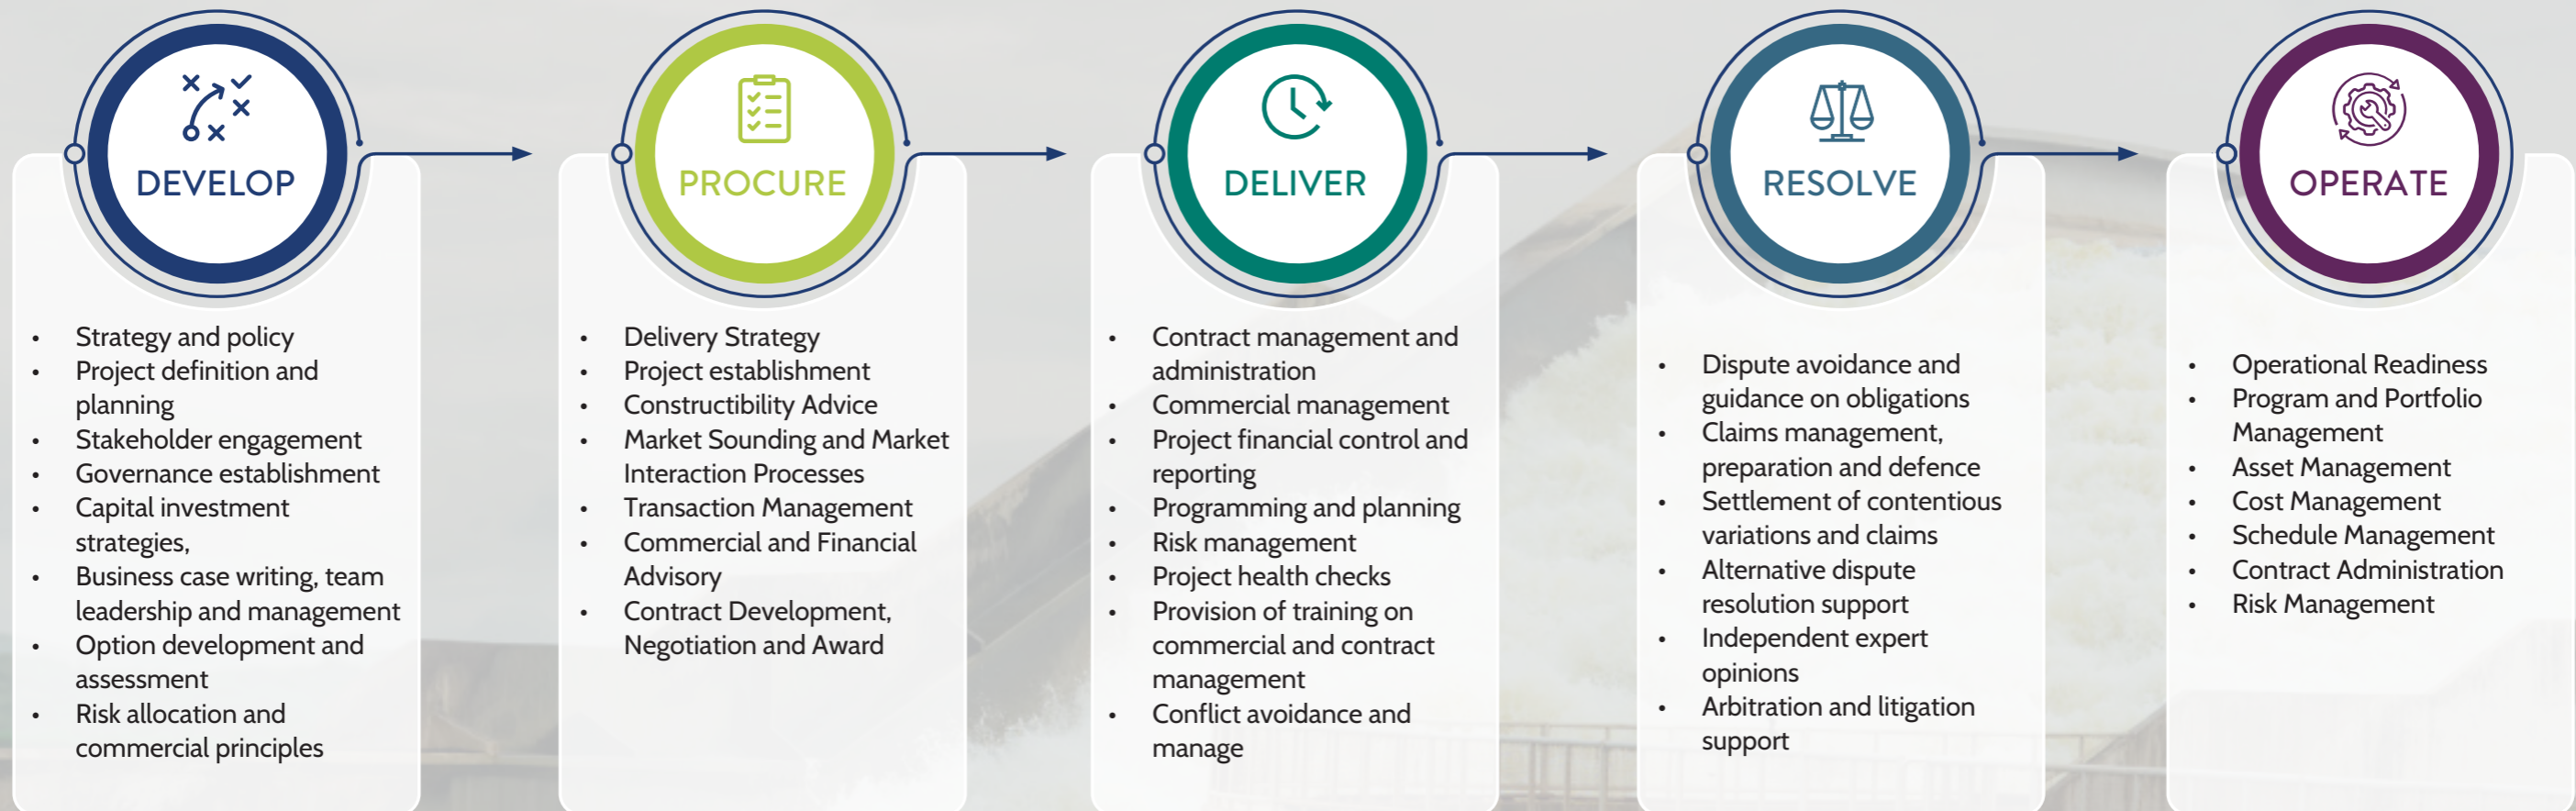 DEVELOP
• Strategy and policy
• Project definition and
planning
• Stakeholder engagement
• Governance establishment
• Capital investment
strategies,
• Business case writing, team
leadership and management
• Option development and
assessment
• Risk allocation and
commercial principles
PROCURE
• Delivery Strategy
• Project establishment
• Constructibility Advice
• Market Sounding and Market
Interaction Processes
• Transaction Management
• Commercial and Financial
Advisory
• Contract Development,
Negotiation and Award
DELIVER
• Contract management and
administration
• Commercial management
• Project financial control and
reporting
• Programming and planning
• Risk management
• Project health checks
• Provision of training on
commercial and contract
management
• Conflict avoidance and
manage
RESOLVE
• Dispute avoidance and
guidance on obligations
• Claims management,
preparation and defence
• Settlement of contentious
variations and claims
• Alternative dispute
resolution support
• Independent expert
opinions
• Arbitration and litigation
support
OPERATE
• Operational Readiness
• Program and Portfolio
Management
• Asset Management
• Cost Management
• Schedule Management
• Contract Administration
• Risk Management